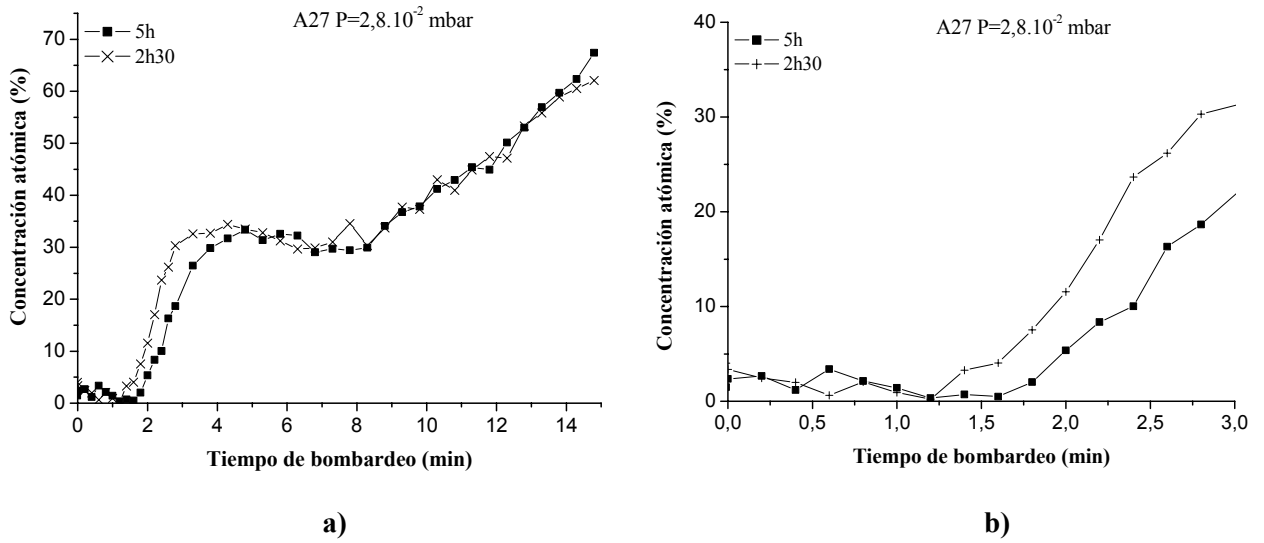 A27 P=2,8.10⁻² mbar
5h
2h30
Concentración atómica (%)
70
60
50
40
30
20
10
0
0 2 4 6 8 10 12 14
Tiempo de bombardeo (min)
a)
A27 P=2,8.10⁻² mbar
5h
2h30
Concentración atómica (%)
40
30
20
10
0
0,0 0,5 1,0 1,5 2,0 2,5 3,0
Tiempo de bombardeo (min)
b)